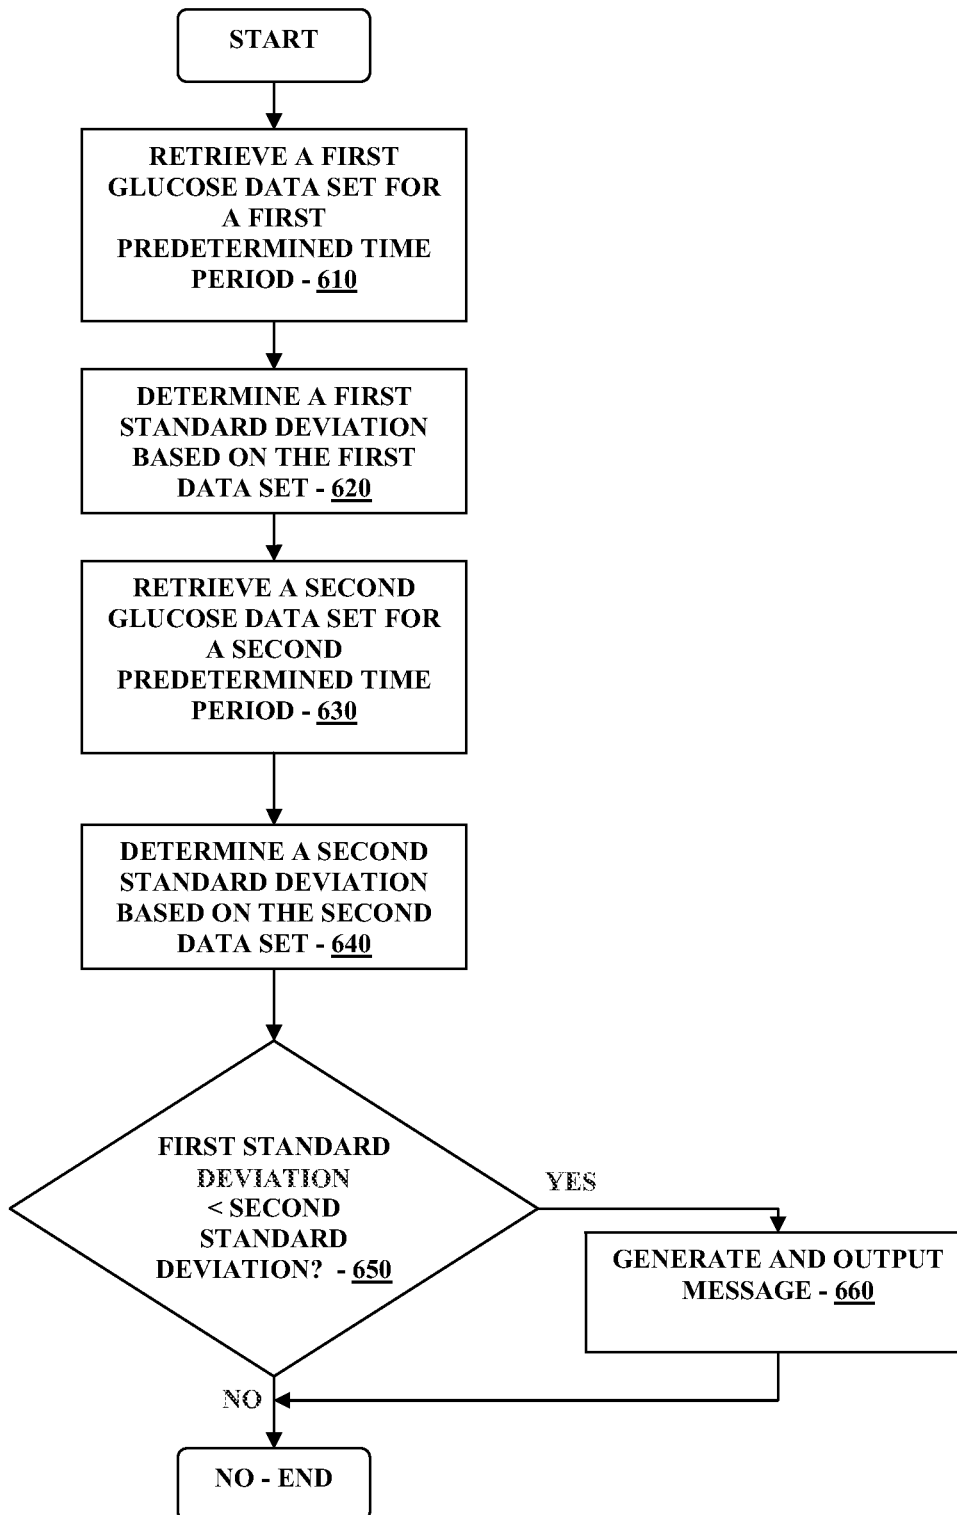 START
RETRIEVE A FIRST
GLUCOSE DATA SET FOR
A FIRST
PREDETERMINED TIME
PERIOD - 610
DETERMINE A FIRST
STANDARD DEVIATION
BASED ON THE FIRST
DATA SET - 620
RETRIEVE A SECOND
GLUCOSE DATA SET FOR
A SECOND
PREDETERMINED TIME
PERIOD - 630
DETERMINE A SECOND
STANDARD DEVIATION
BASED ON THE SECOND
DATA SET - 640
FIRST STANDARD
DEVIATION
< SECOND
STANDARD
DEVIATION? - 650
YES
GENERATE AND OUTPUT
MESSAGE - 660
NO
NO - END